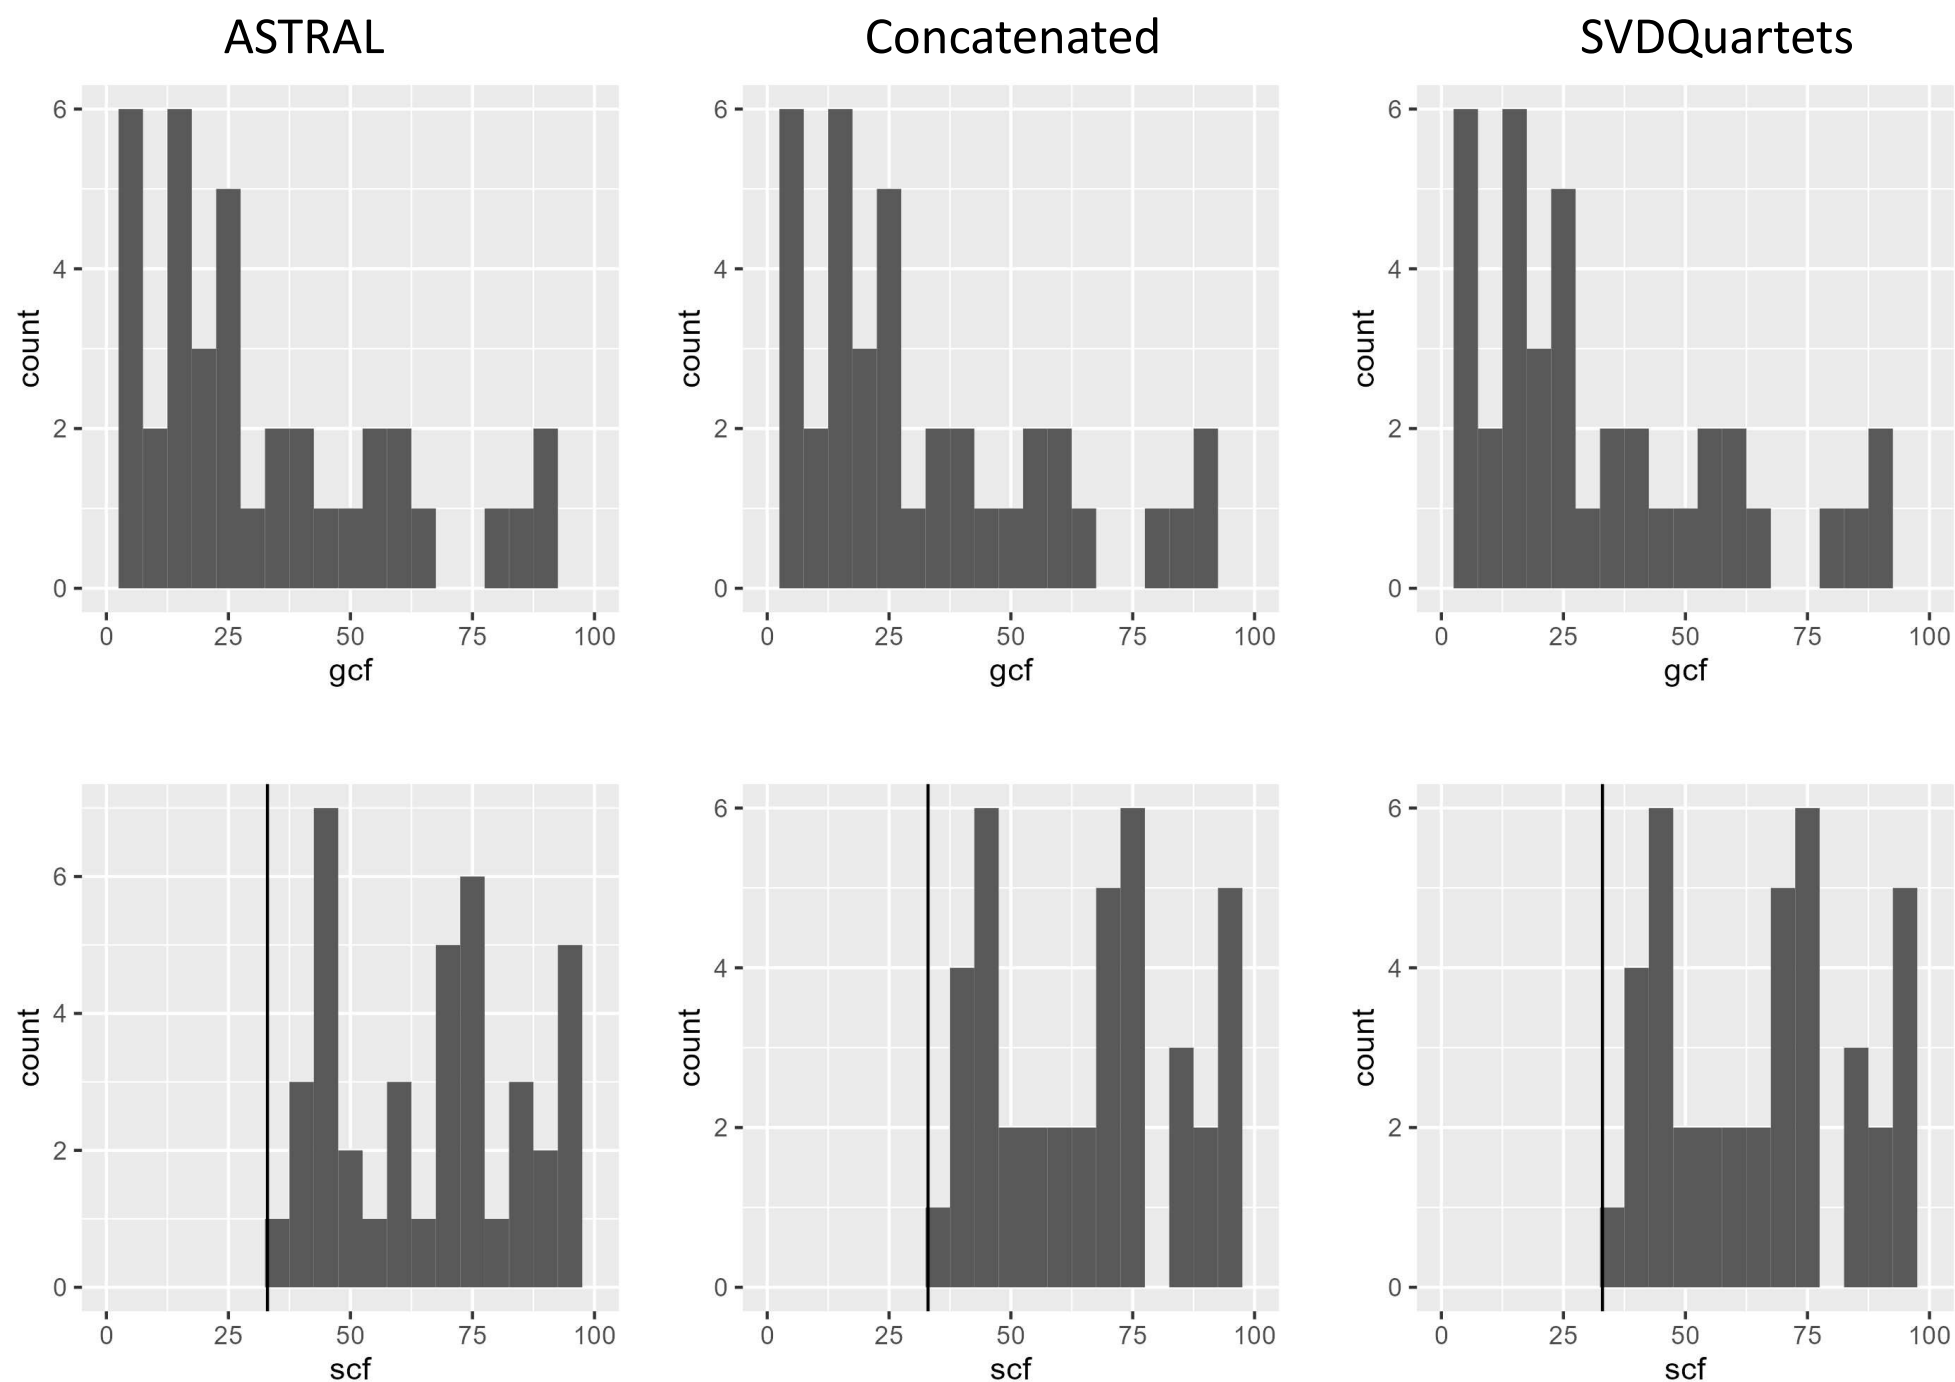 ASTRAL Concatenated SVDQuartets
6 6 6
4 4 4
count count count
2 2 2
0 0 0
0 25 50 75 100 0 25 50 75 100 0 25 50 75 100
gcf gcf gcf
6 6 6
4 4 4
count count count
2 2 2
0 0 0
0 25 50 75 100 0 25 50 75 100 0 25 50 75 100
scf scf scf